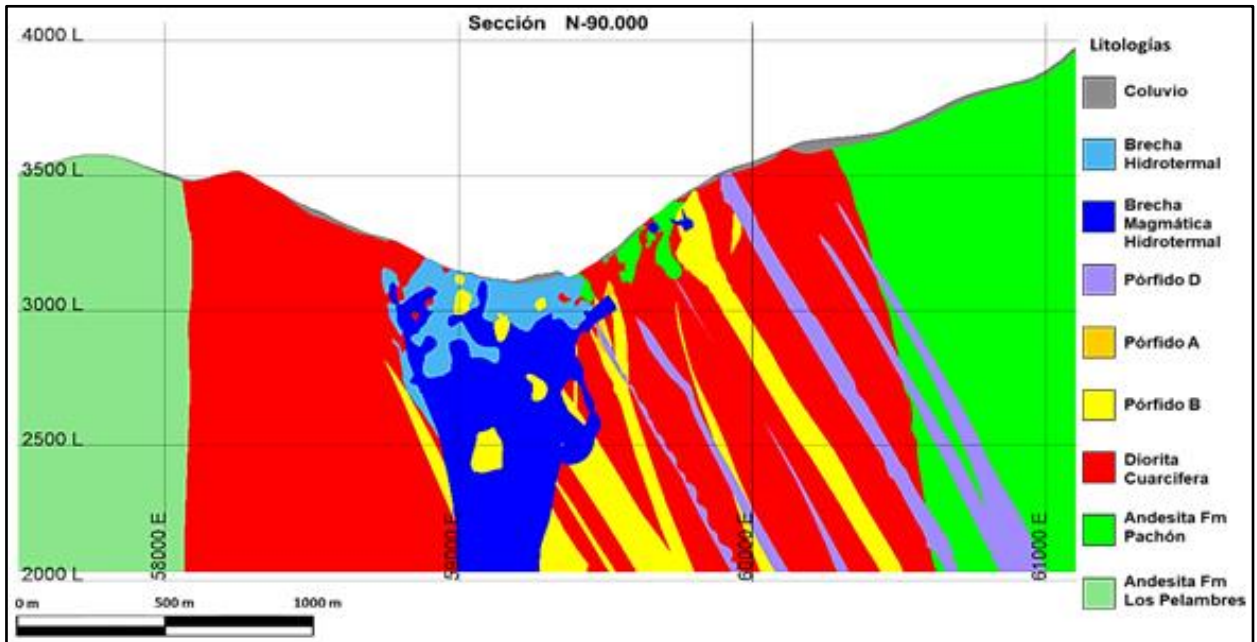 Sección N-90.000
4000 L
3500 L
3000 L
2500 L
2000 L
58000 E
59000 E
60000 E
61000 E
0 m 500 m 1000 m
Litologías
Coluvio
Brecha
Hidrotermal
Brecha
Magmática
Hidrotermal
Pórfido D
Pórfido A
Pórfido B
Diorita
Cuarcífera
Andesita Fm
Pachón
Andesita Fm
Los Pelambres